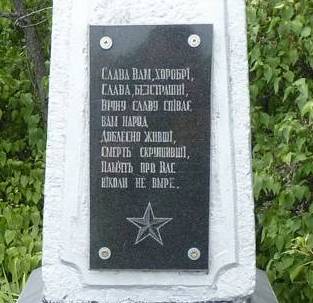 Слава Вам, хоробрі,
Слава, безстрашні,
Вічну славу співає
вам народ.
Доблесно живші,
смерть скрушивші,
Пам'ять про Вас
ніколи не вмре.